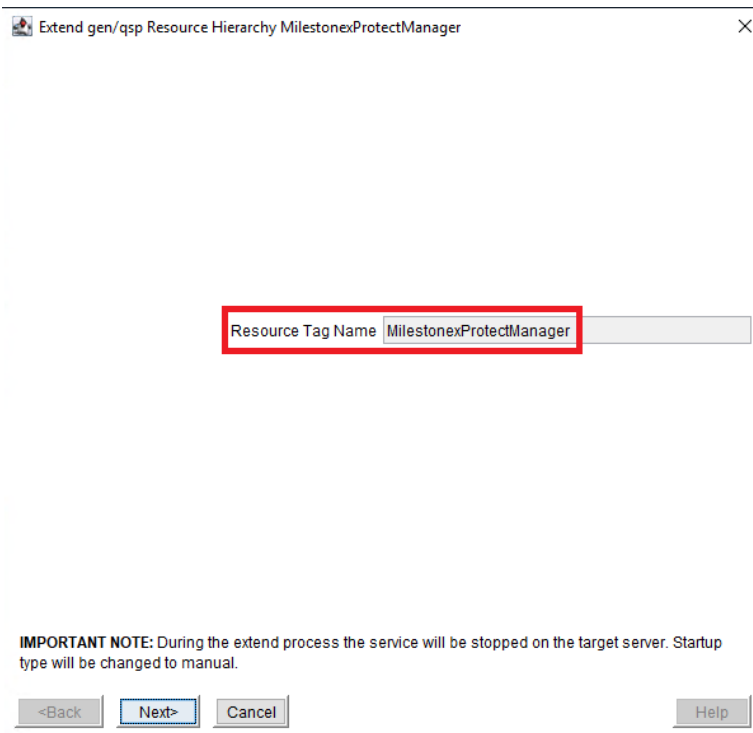 Extend gen/qsp Resource Hierarchy MilestonexProtectManager
Resource Tag Name MilestonexProtectManager
IMPORTANT NOTE: During the extend process the service will be stopped on the target server. Startup
type will be changed to manual.
<Back Next> Cancel Help